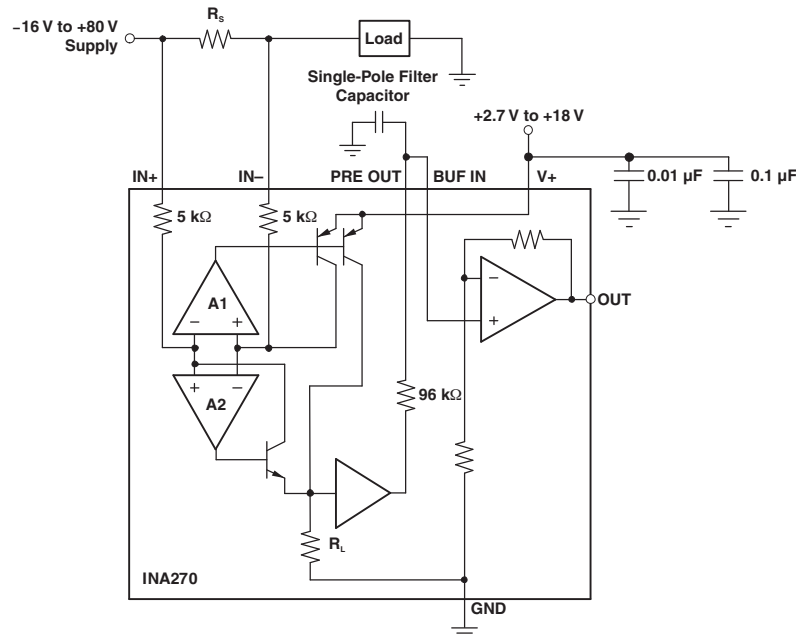 R_S
−16 V to +80 V
Supply
Load
Single-Pole Filter
Capacitor
+2.7 V to +18 V
IN+
IN−
PRE OUT
BUF IN
V+
0.01 µF
0.1 µF
5 kΩ
5 kΩ
A1
− +
−
+
OUT
+ −
A2
96 kΩ
R_L
INA270
GND